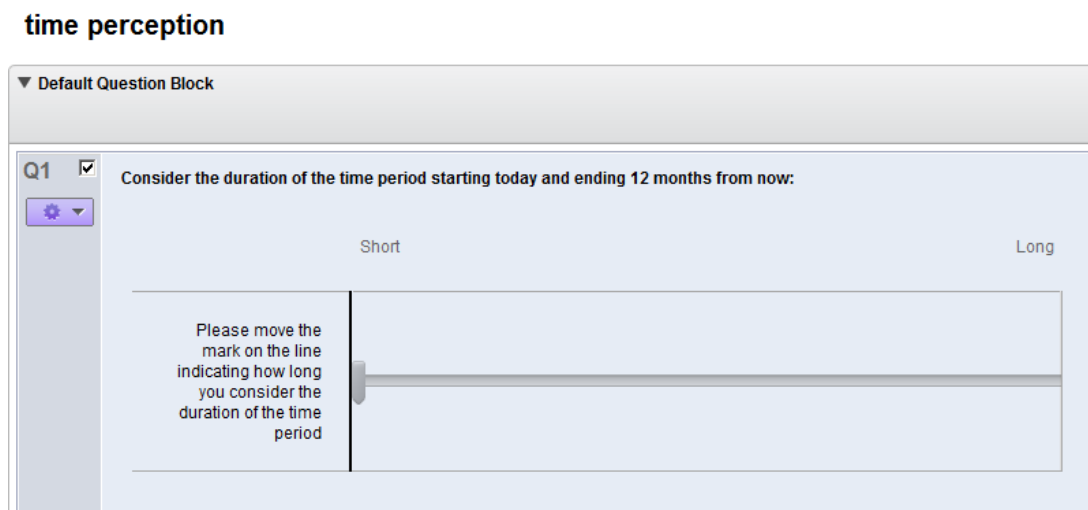 time perception
Default Question Block
Q1
Consider the duration of the time period starting today and ending 12 months from now:
Short
Long
Please move the
mark on the line
indicating how long
you consider the
duration of the time
period